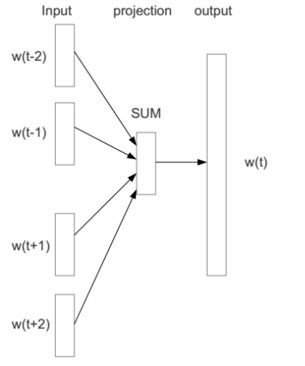 Input projection output
w(t-2)
SUM
w(t-1)
w(t)
w(t+1)
w(t+2)